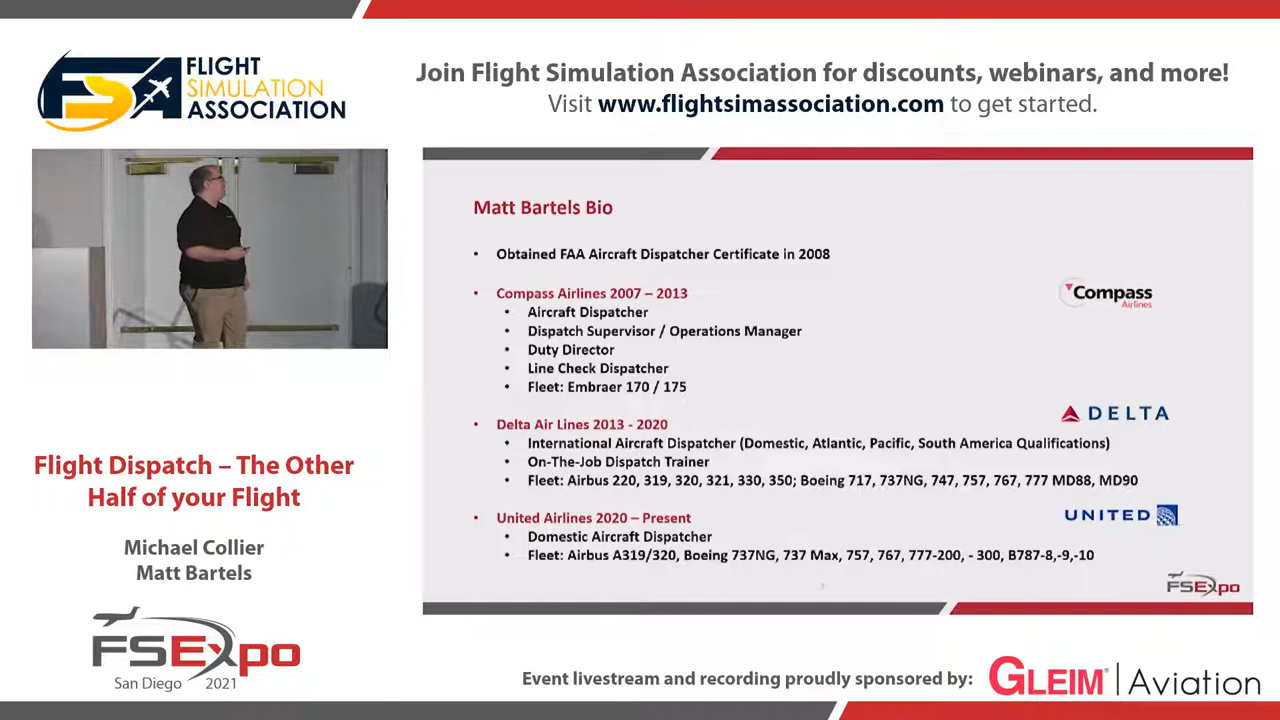 FLIGHT
SIMULATION
ASSOCIATION
Join Flight Simulation Association for discounts, webinars, and more!
Visit www.flightsimassociation.com to get started.
Matt Bartels Bio
• Obtained FAA Aircraft Dispatcher Certificate in 2008
• Compass Airlines 2007 – 2013
• Aircraft Dispatcher
• Dispatch Supervisor / Operations Manager
• Duty Director
• Line Check Dispatcher
• Fleet: Embraer 170 / 175
Compass
Airlines
• Delta Air Lines 2013 - 2020
• International Aircraft Dispatcher (Domestic, Atlantic, Pacific, South America Qualifications)
• On-The-Job Dispatch Trainer
• Fleet: Airbus 220, 319, 320, 321, 330, 350; Boeing 717, 737NG, 747, 757, 767, 777 MD88, MD90
DELTA
• United Airlines 2020 – Present
• Domestic Aircraft Dispatcher
• Fleet: Airbus A319/320, Boeing 737NG, 737 Max, 757, 767, 777-200, - 300, B787-8,-9,-10
UNITED
FSExpo
Flight Dispatch – The Other
Half of your Flight
Michael Collier
Matt Bartels
FSExpo
San Diego 2021
Event livestream and recording proudly sponsored by:
GLEIM® | Aviation